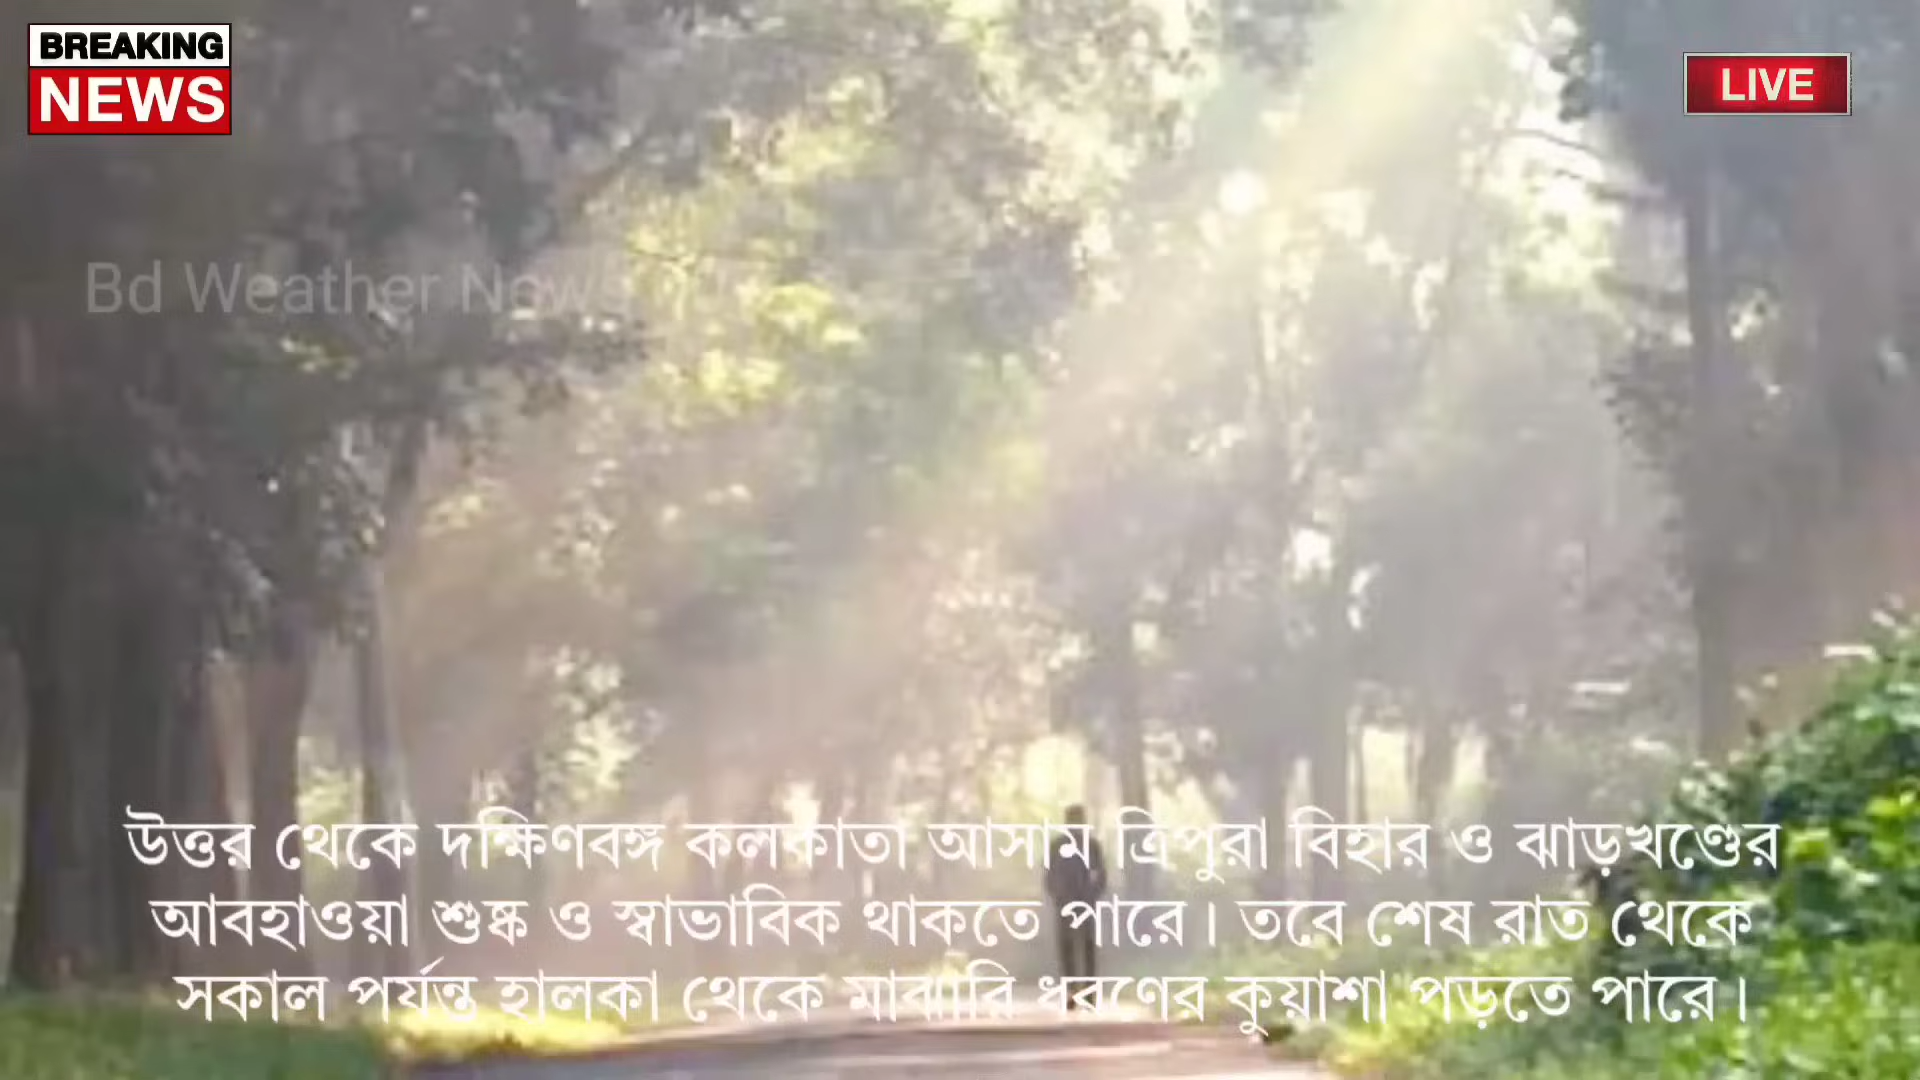 BREAKING
NEWS
LIVE
Bd Weather News
উত্তর থেকে দক্ষিণবঙ্গ কলকাতা আসাম ত্রিপুরা বিহার ও ঝাড়খণ্ডের
আবহাওয়া শুষ্ক ও স্বাভাবিক থাকতে পারে। তবে শেষ রাত থেকে
সকাল পর্যন্ত হালকা থেকে মাঝারি ধরণের কুয়াশা পড়তে পারে।